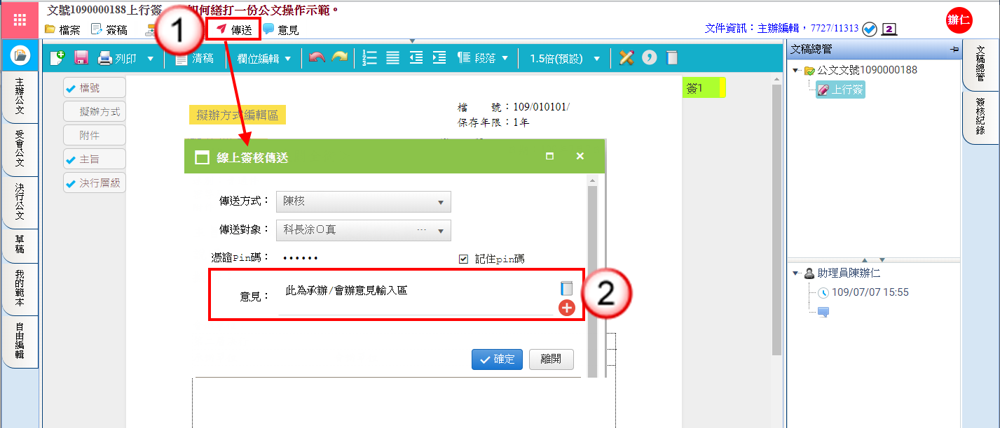 文號1090000188上行簽 如何繕打一份公文操作示範。
檔案 簽稿 傳送 意見
1
文件資訊：主辦編輯，7727/11313 2
辦仁
列印 清稿 欄位編輯 段落 1.5倍(預設)
主辦公文
受會公文
決行公文
草稿
我的範本
自由編輯
檔號
擬辦方式
附件
主旨
決行層級
擬辦方式編輯區
檔 號：109/010101/
保存年限：1年
簽1
線上簽核傳送
傳送方式： 陳核
傳送對象： 科長涂O真 ...
憑證Pin碼： •••••• 記住pin碼
意見： 此為承辦/會辦意見輸入區
2
確定 離開
文稿總管
公文文號1090000188
上行簽
助理員陳辦仁
109/07/07 15:55
文稿總管
簽核紀錄